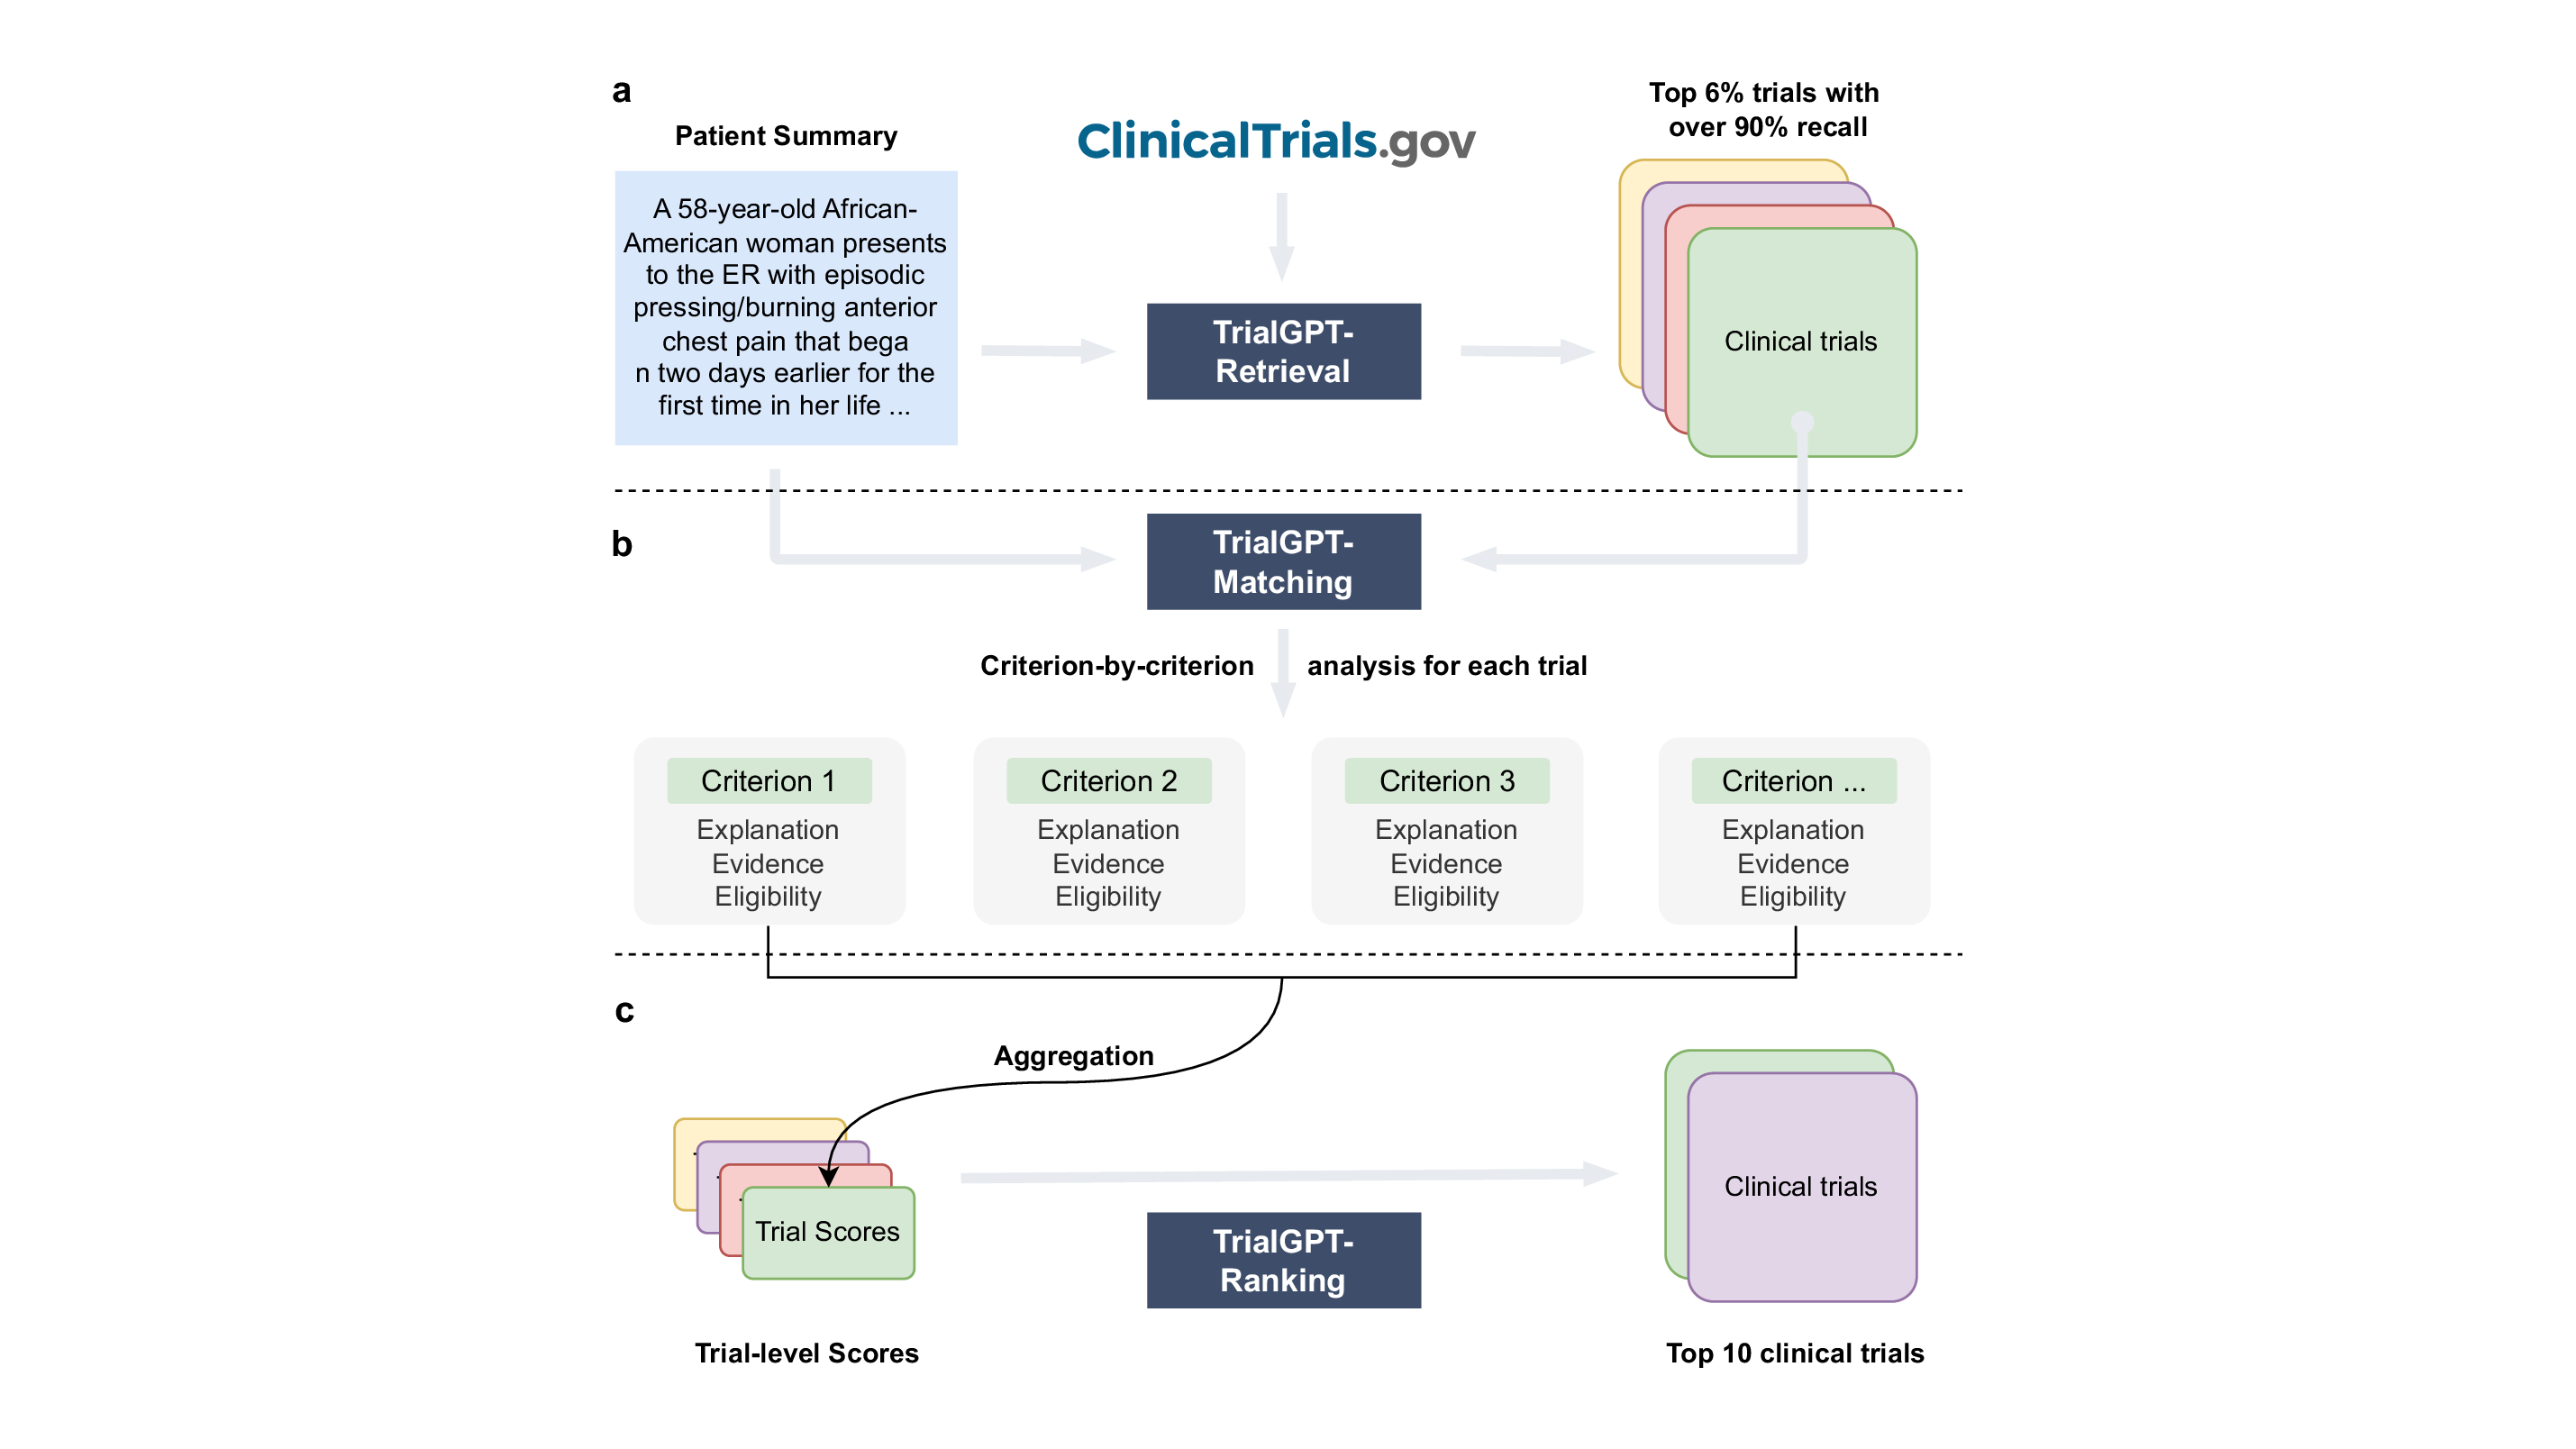 a
Patient Summary
A 58-year-old African-
American woman presents
to the ER with episodic
pressing/burning anterior
chest pain that bega
n two days earlier for the
first time in her life ...
ClinicalTrials.gov
TrialGPT-
Retrieval
Top 6% trials with
over 90% recall
Clinical trials
b
TrialGPT-
Matching
Criterion-by-criterion analysis for each trial
Criterion 1
Explanation
Evidence
Eligibility
Criterion 2
Explanation
Evidence
Eligibility
Criterion 3
Explanation
Evidence
Eligibility
Criterion ...
Explanation
Evidence
Eligibility
c
Aggregation
Trial Scores
Trial-level Scores
TrialGPT-
Ranking
Clinical trials
Top 10 clinical trials